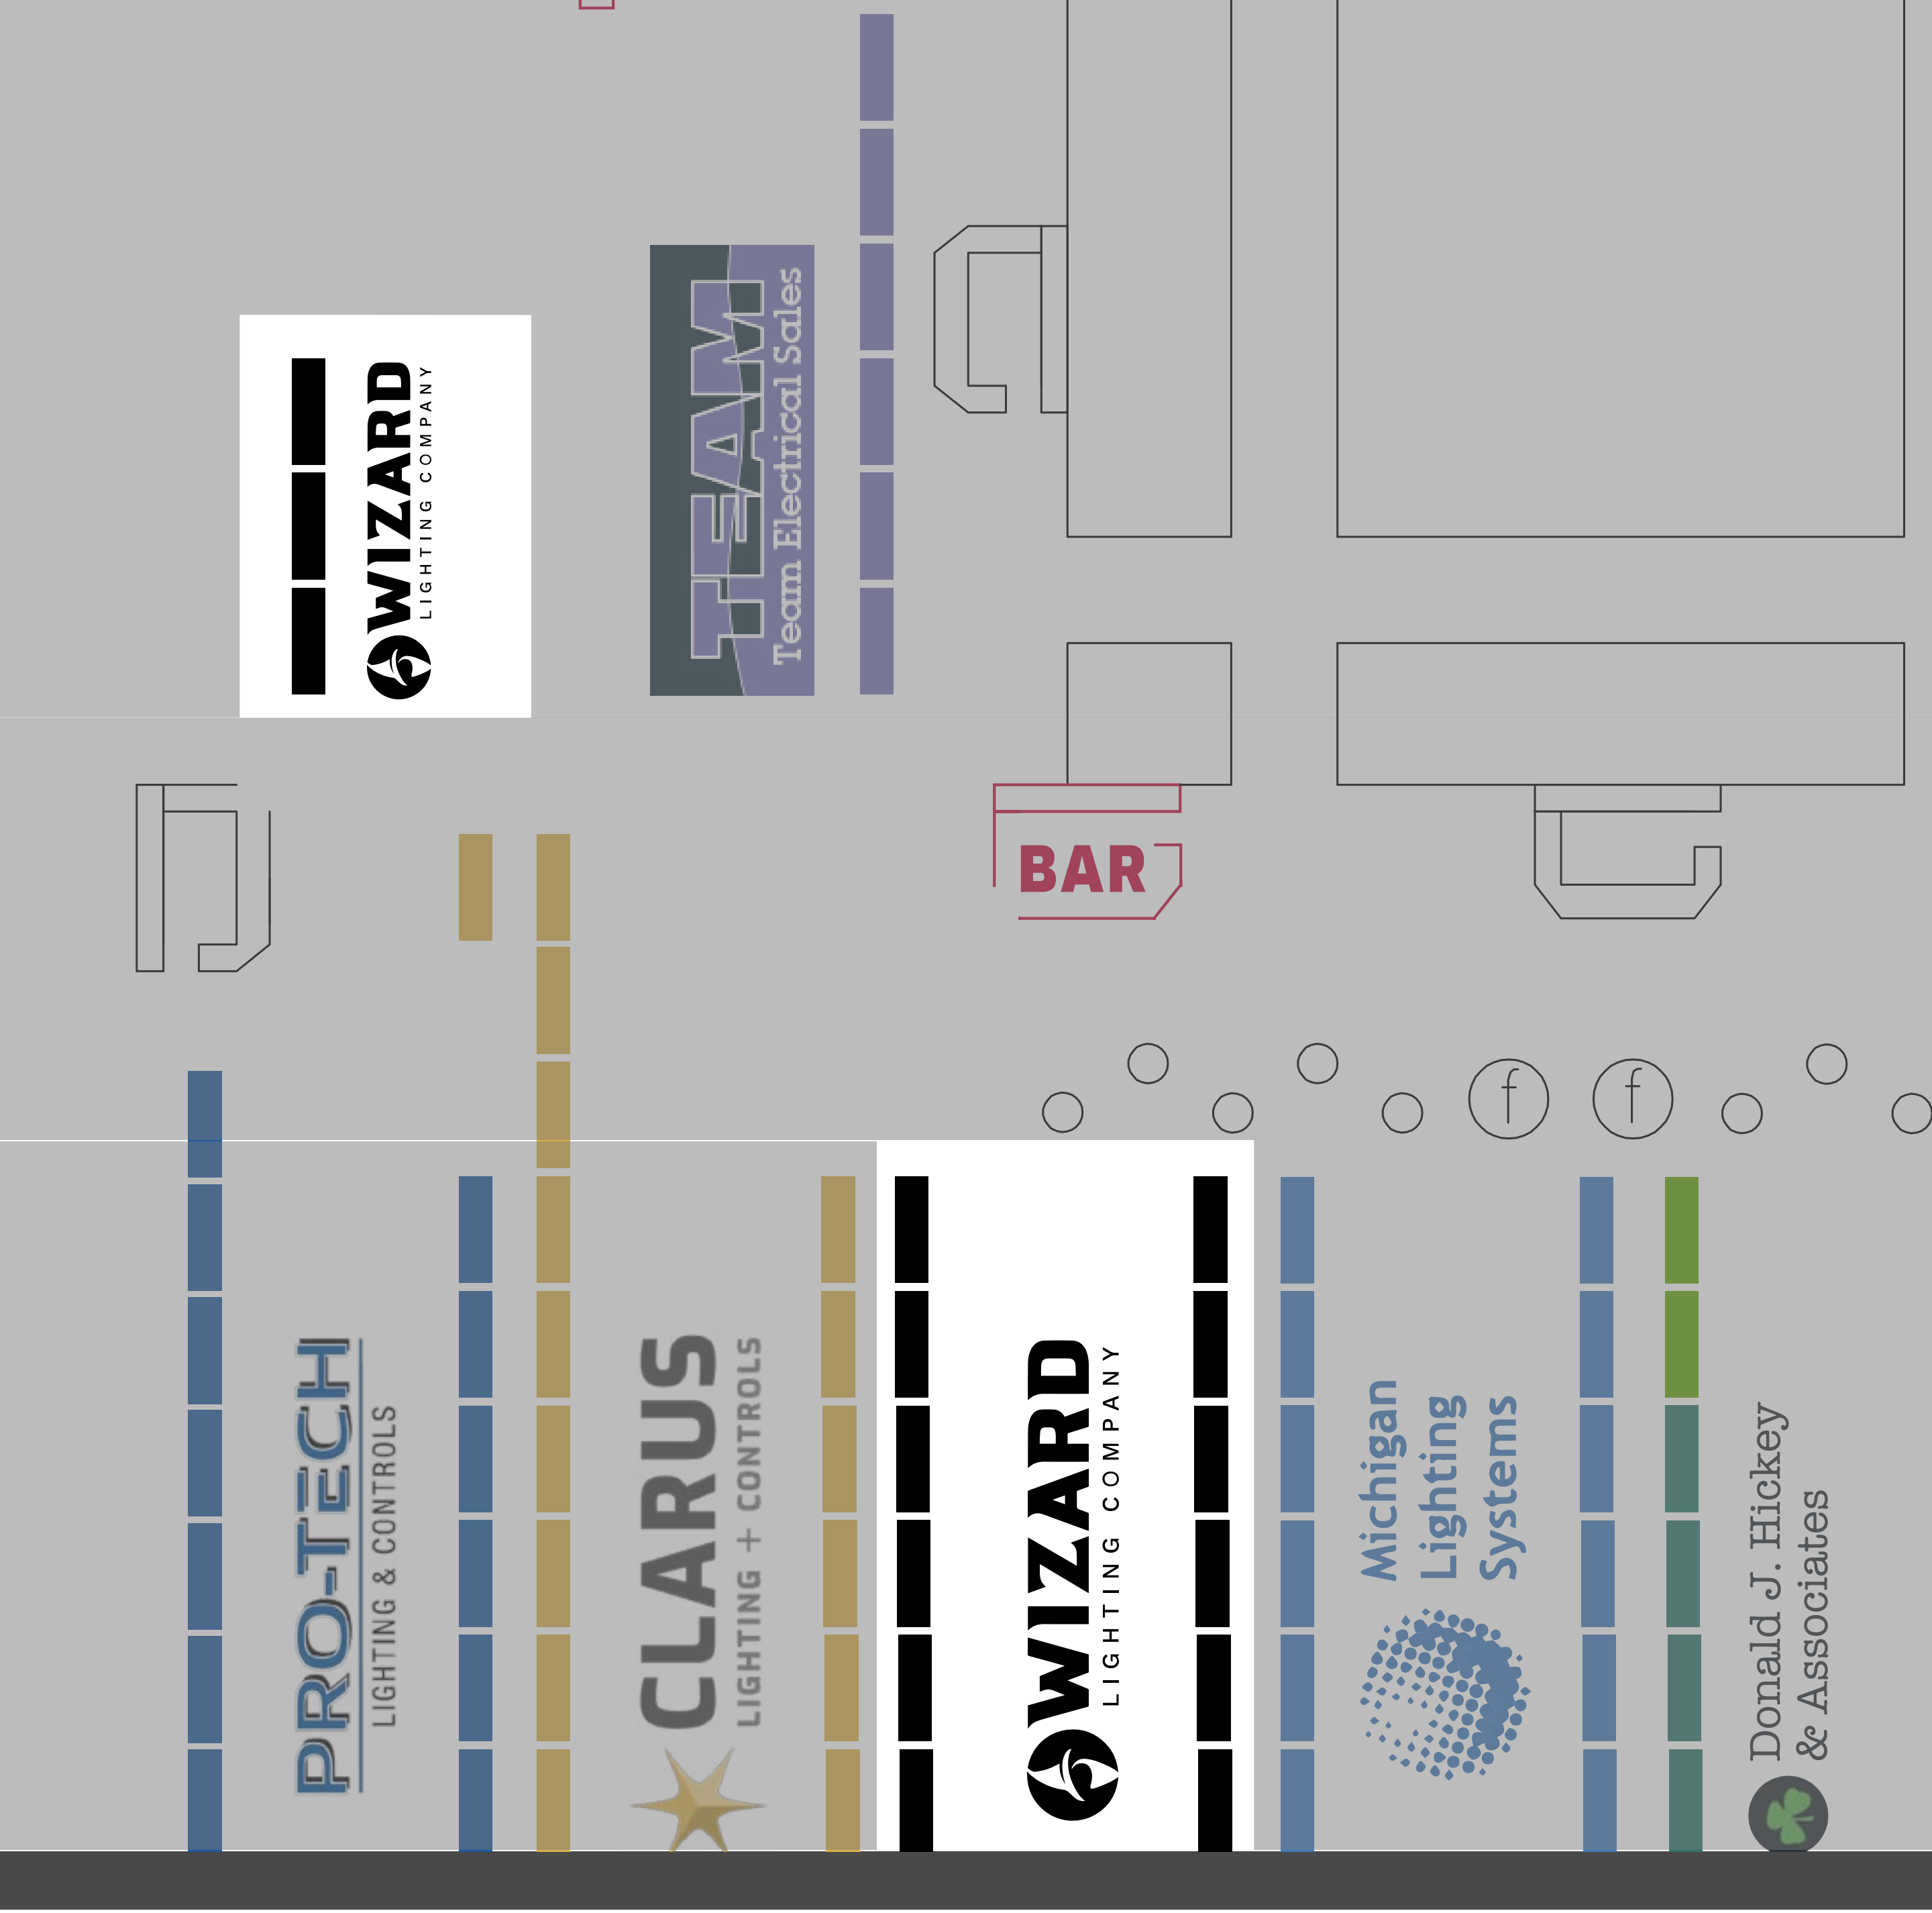 WIZARD
LIGHTING COMPANY
TEAM
Team Electrical Sales
BAR
f
f
PRO-TECH
LIGHTING & CONTROLS
CLARUS
LIGHTING + CONTROLS
WIZARD
LIGHTING COMPANY
Michigan
Lighting
Systems
Donald J. Hickey
& Associates